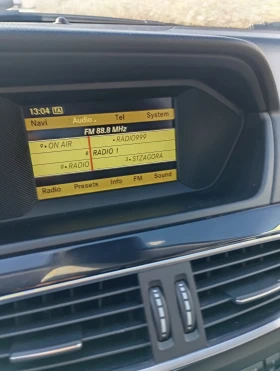 13:04 TA
Navi Audio Tel System
FM 88.8 MHz
ON AIR RADIO999
RADIO 1
RADIO STZAGORA
Radio Presets Info FM Sound